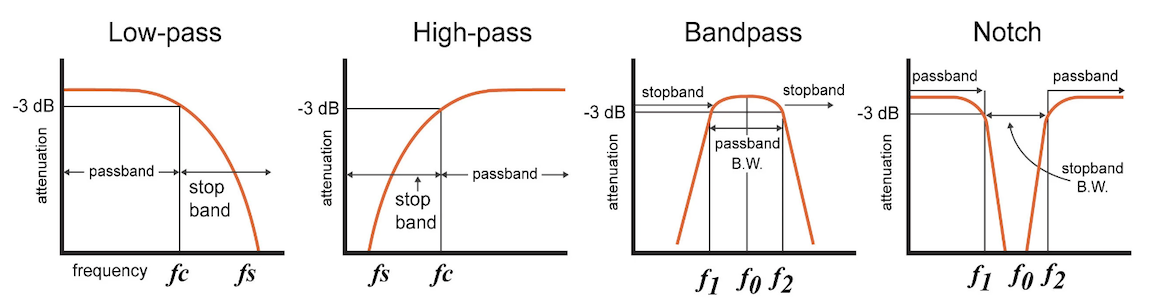 Low-pass
-3 dB
attenuation
passband
stop
band
frequency
fc
fs
High-pass
-3 dB
attenuation
passband
stop
band
fs
fc
Bandpass
stopband
stopband
-3 dB
attenuation
passband
B.W.
f1
f0
f2
Notch
passband
passband
-3 dB
attenuation
stopband
B.W.
f1
f0
f2